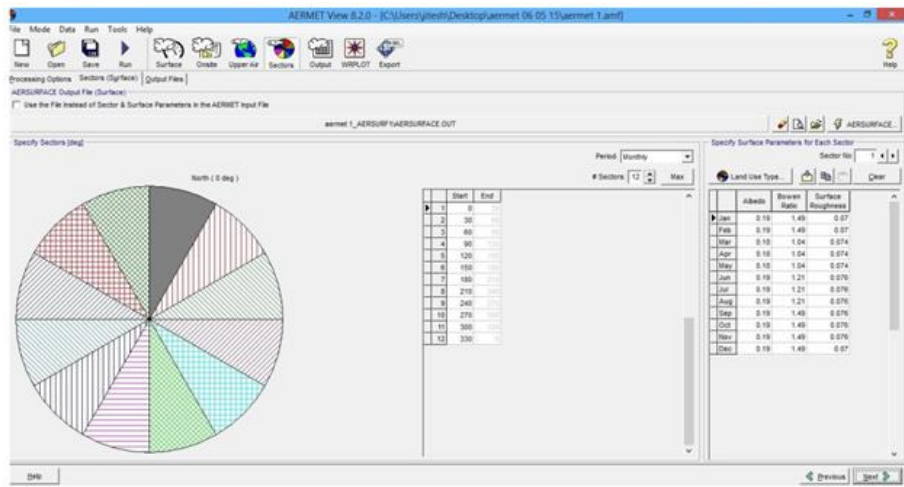 AERMET View 8.2.0 - [C:\Users\jitesh\Desktop\aermet 06 05 15\aermet 1.amf]
File Mode Data Run Tools Help
New Open Save Run Surface Onsite Upper Air Sectors Output WRPLOT Export Help
Processing Options Sectors (Surface) Output Files
AERSURFACE Output File (Surface)
Use the File Instead of Sector & Surface Parameters in the AERMET Input File
aermet 1_AERSURF\AERSURFACE.OUT AERSURFACE...
Specify Sectors [deg]
Period: Monthly
# Sectors: 12 Max
North ( 0 deg )
Start End
1 0
2 30
3 60
4 90
5 120
6 150
7 180
8 210
9 240
10 270
11 300
12 330
Specify Surface Parameters for Each Sector
Sector No: 1
Land Use Type... Clear
Albedo Bowen Ratio Surface Roughness
Jan 0.19 1.49 0.07
Feb 0.19 1.49 0.07
Mar 0.18 1.04 0.074
Apr 0.18 1.04 0.074
May 0.18 1.04 0.074
Jun 0.19 1.21 0.076
Jul 0.19 1.21 0.076
Aug 0.19 1.21 0.076
Sep 0.19 1.49 0.076
Oct 0.19 1.49 0.076
Nov 0.19 1.49 0.076
Dec 0.19 1.49 0.07
Help Previous Next